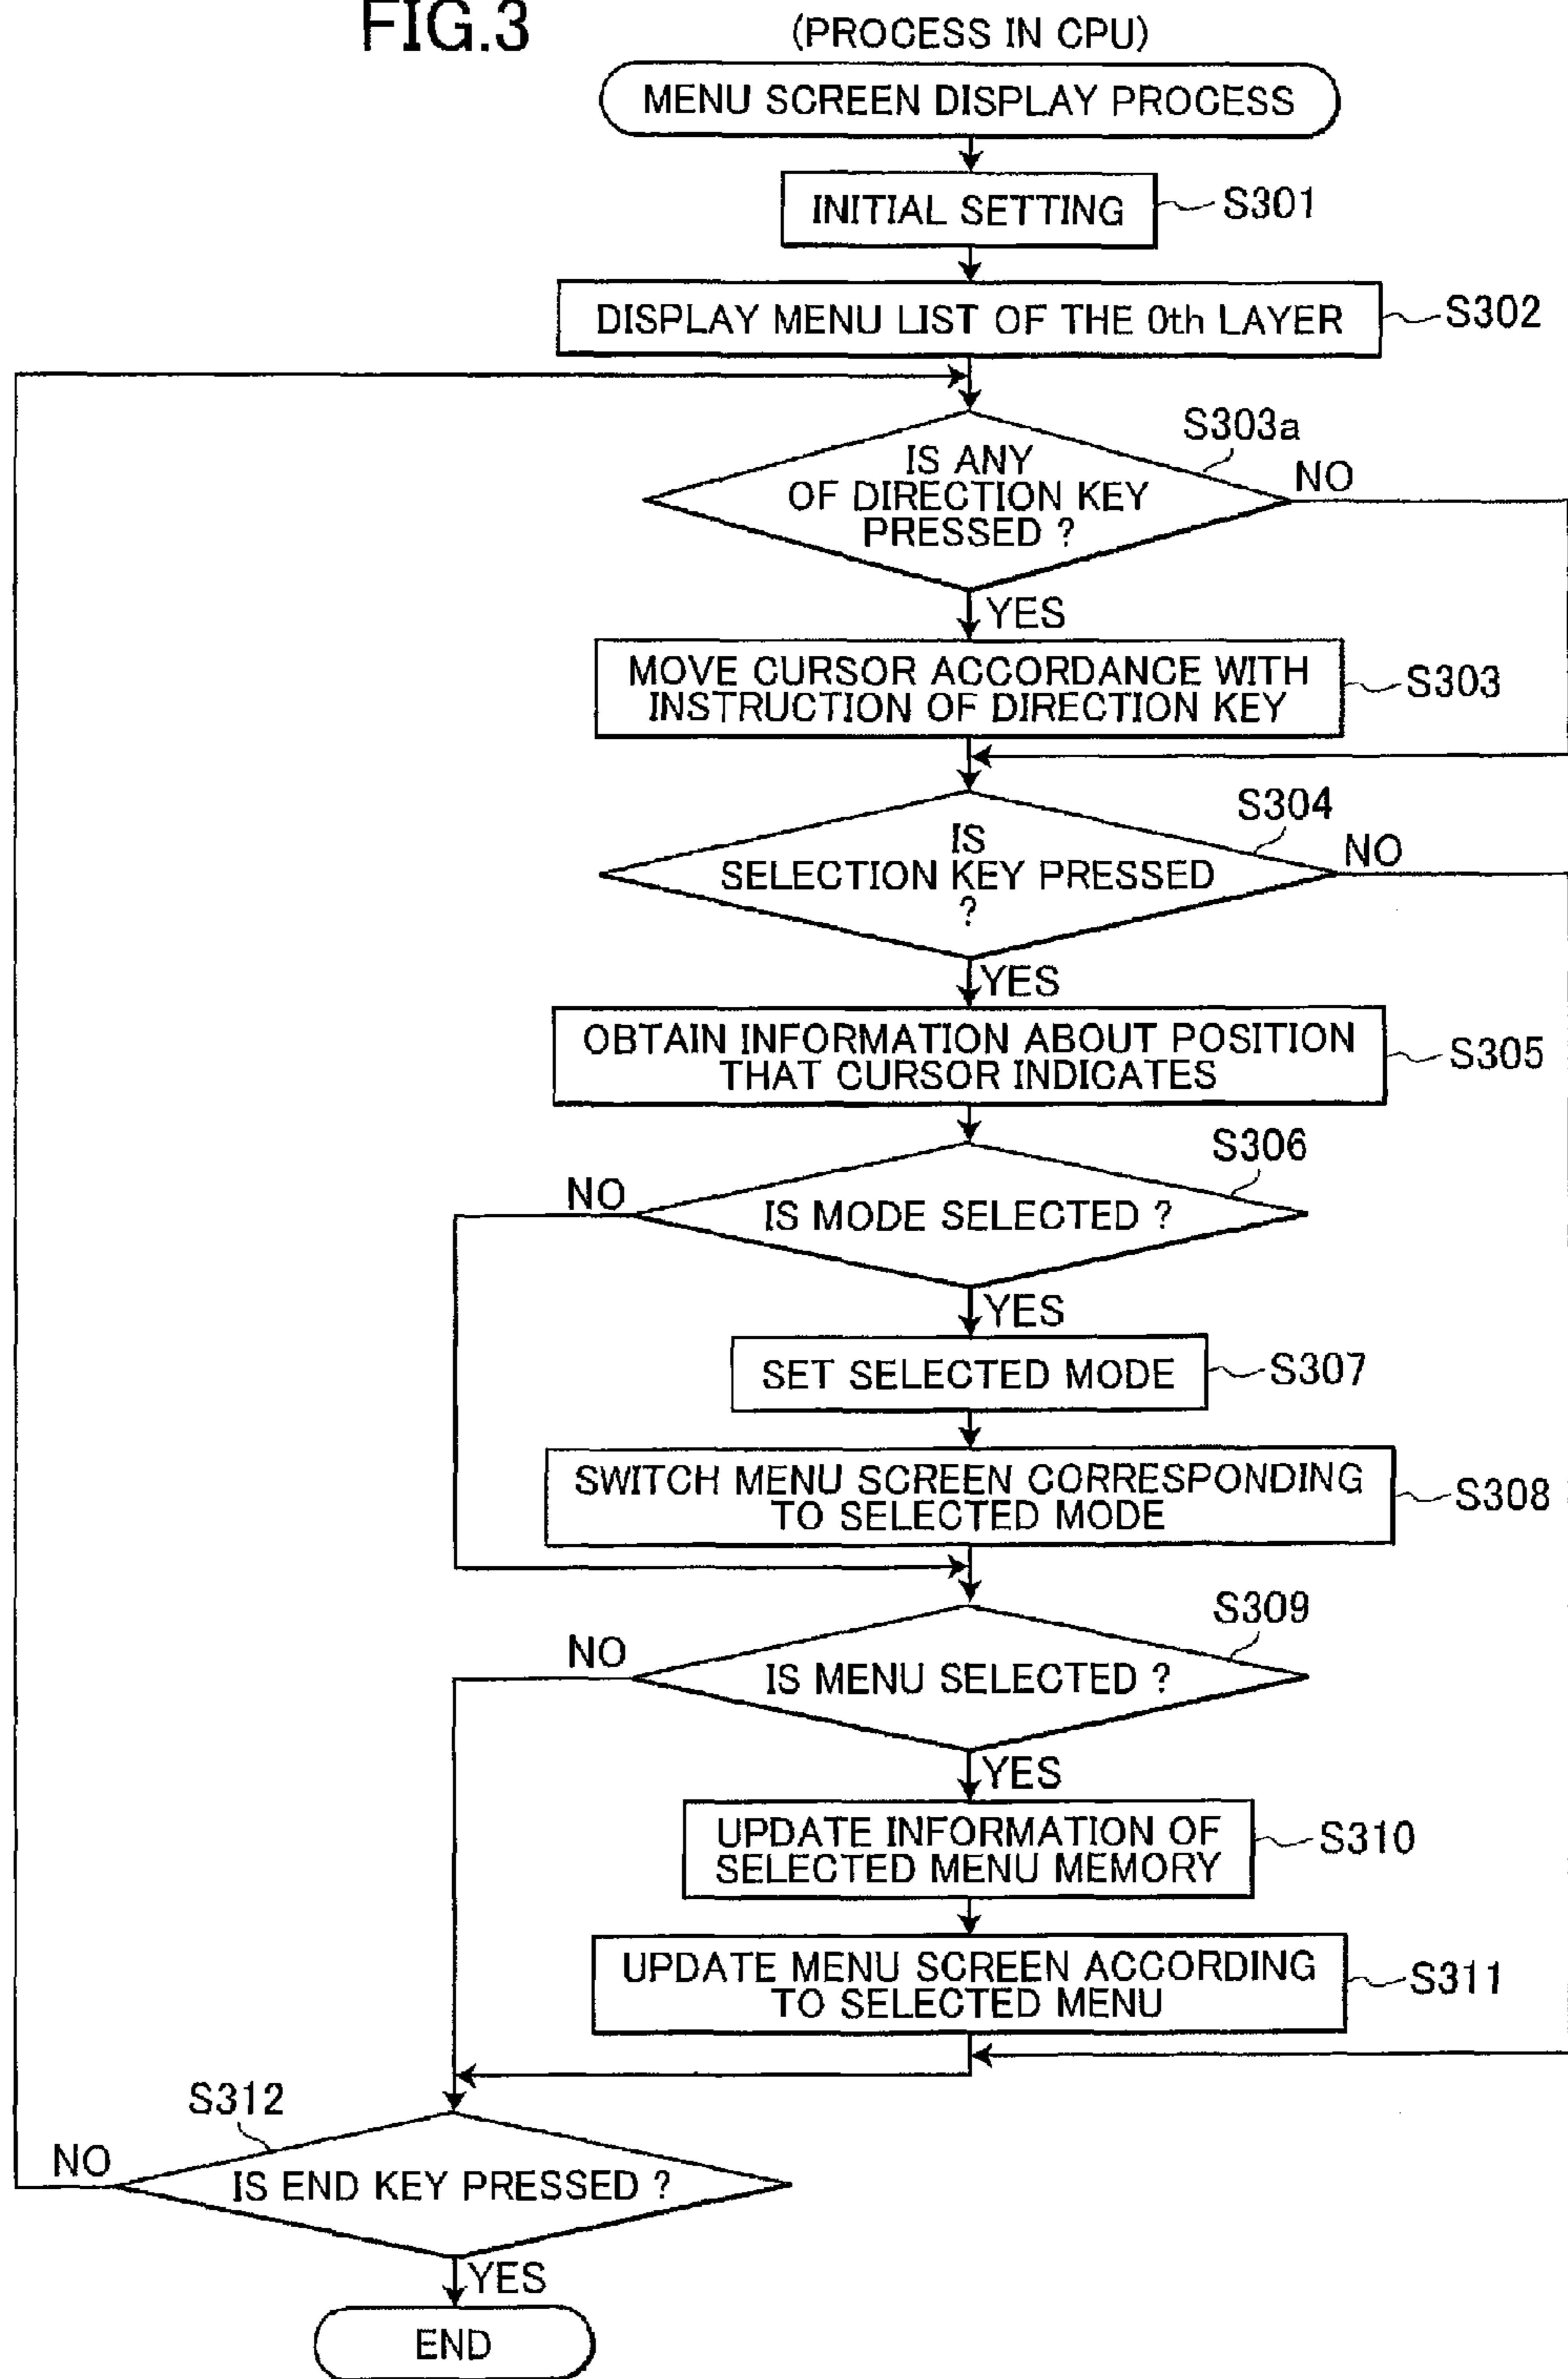 FIG.3
(PROCESS IN CPU)
MENU SCREEN DISPLAY PROCESS
INITIAL SETTING
S301
DISPLAY MENU LIST OF THE 0th LAYER
S302
S303a
IS ANY
OF DIRECTION KEY
PRESSED ?
NO
YES
MOVE CURSOR ACCORDANCE WITH
INSTRUCTION OF DIRECTION KEY
S303
S304
IS
SELECTION KEY PRESSED
?
NO
YES
OBTAIN INFORMATION ABOUT POSITION
THAT CURSOR INDICATES
S305
S306
NO
IS MODE SELECTED ?
YES
SET SELECTED MODE
S307
SWITCH MENU SCREEN CORRESPONDING
TO SELECTED MODE
S308
S309
NO
IS MENU SELECTED ?
YES
UPDATE INFORMATION OF
SELECTED MENU MEMORY
S310
UPDATE MENU SCREEN ACCORDING
TO SELECTED MENU
S311
S312
NO
IS END KEY PRESSED ?
YES
END